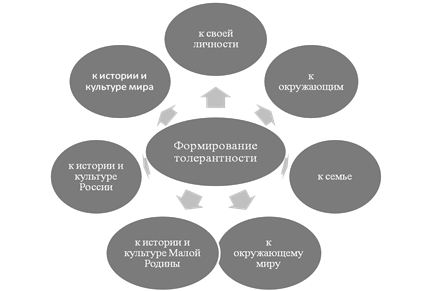 к своей
личности
к истории и
культуре мира
к
окружающим
Формирование
толерантности
к истории и
культуре
России
к семье
к истории и
культуре Малой
Родины
к
окружающему
миру